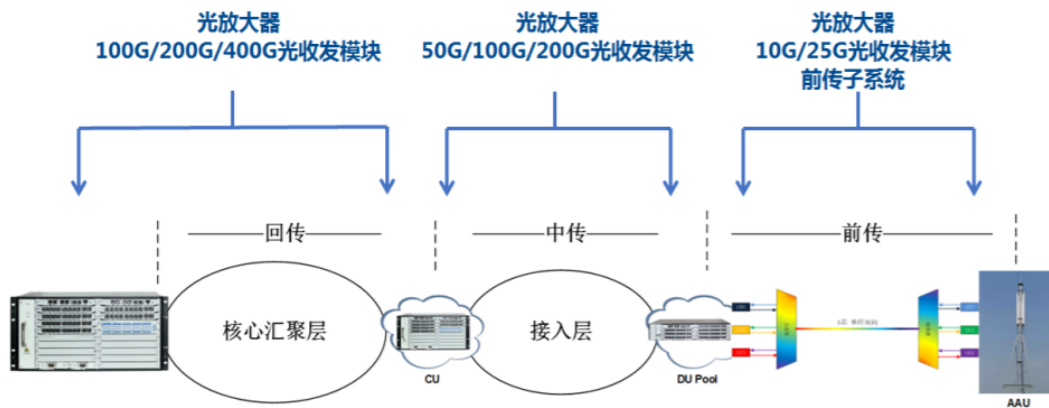 光放大器
100G/200G/400G光收发模块
光放大器
50G/100G/200G光收发模块
光放大器
10G/25G光收发模块
前传子系统
回传
中传
前传
核心汇聚层
接入层
CU
DU Pool
AAU